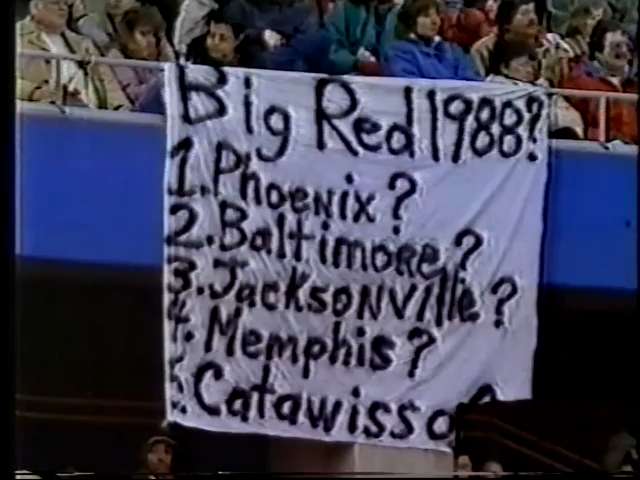 Big Red 1988?
1. Phoenix?
2. Baltimore?
3. Jacksonville?
4. Memphis?
5. Catawissa?